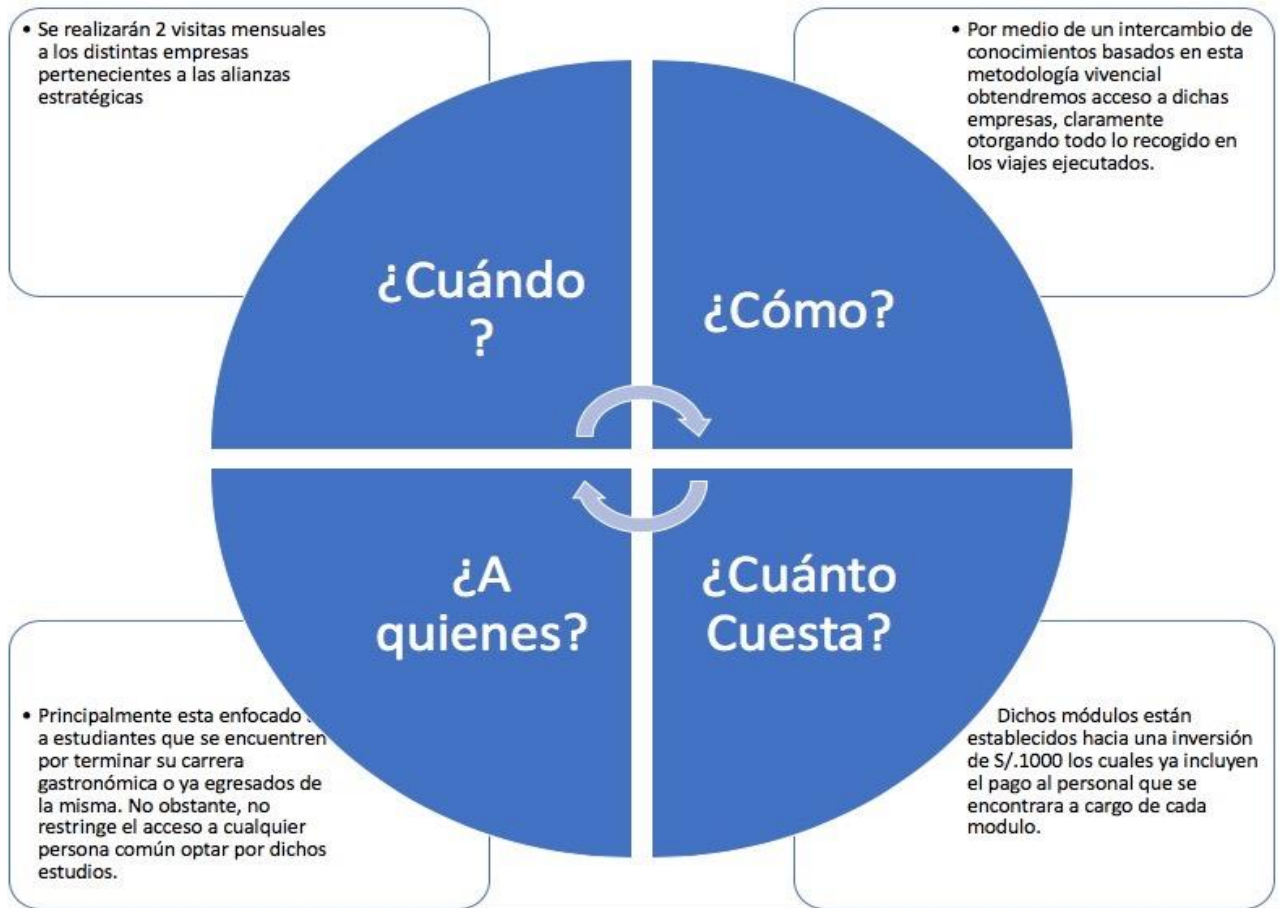 • Se realizarán 2 visitas mensuales
a los distintas empresas
pertenecientes a las alianzas
estratégicas
• Por medio de un intercambio de
conocimientos basados en esta
metodología vivencial
obtendremos acceso a dichas
empresas, claramente
otorgando todo lo recogido en
los viajes ejecutados.
¿Cuándo
?
¿Cómo?
¿A
quienes?
¿Cuánto
Cuesta?
• Principalmente esta enfocado
a estudiantes que se encuentren
por terminar su carrera
gastronómica o ya egresados de
la misma. No obstante, no
restringe el acceso a cualquier
persona común optar por dichos
estudios.
Dichos módulos están
establecidos hacia una inversión
de S/.1000 los cuales ya incluyen
el pago al personal que se
encontrara a cargo de cada
modulo.